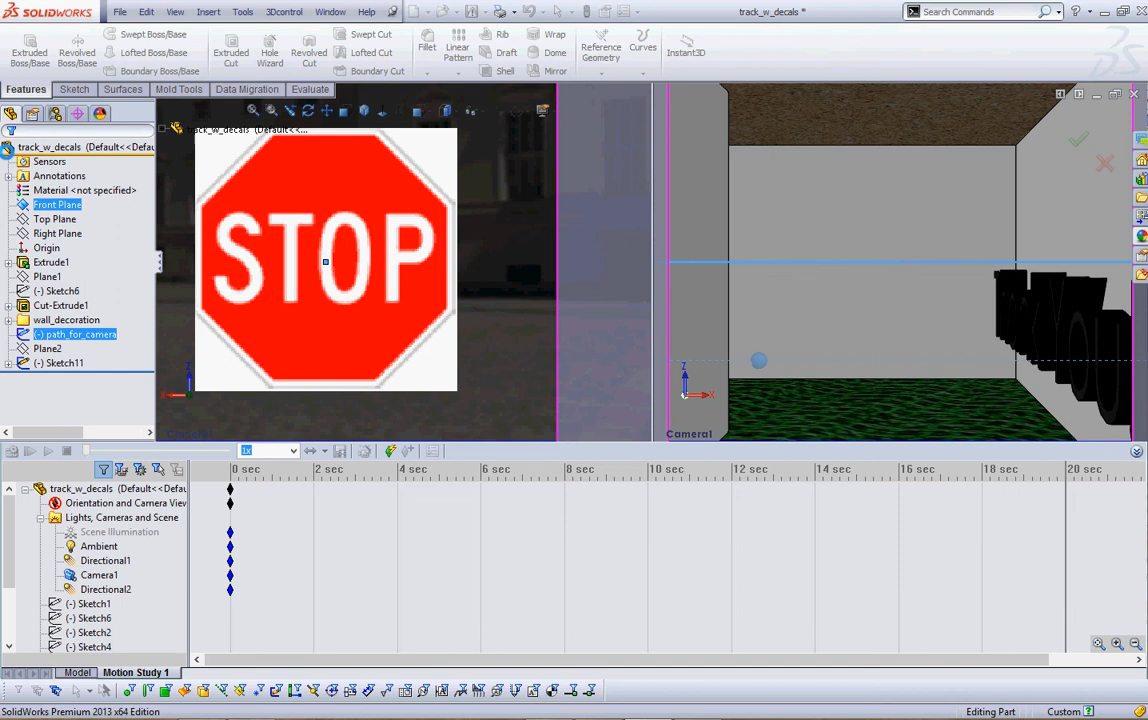 SOLIDWORKS File Edit View Insert Tools 3Dcontrol Window Help track_w_decals * Search Commands
Extruded Boss/Base Revolved Boss/Base Swept Boss/Base Lofted Boss/Base Boundary Boss/Base Extruded Cut Hole Wizard Revolved Cut Swept Cut Lofted Cut Boundary Cut Fillet Linear Pattern Rib Draft Shell Wrap Dome Mirror Reference Geometry Curves Instant3D
Features Sketch Surfaces Mold Tools Data Migration Evaluate
track_w_decals (Default<<...
track_w_decals (Default<<Defau
Sensors
Annotations
Material <not specified>
Front Plane
Top Plane
Right Plane
Origin
Extrude1
Plane1
(-) Sketch6
Cut-Extrude1
wall_decoration
(-) path_for_camera
Plane2
(-) Sketch11
STOP
Z
X
Z
X
Camera1
Camera1
1x
0 sec 2 sec 4 sec 6 sec 8 sec 10 sec 12 sec 14 sec 16 sec 18 sec 20 sec
track_w_decals (Default<<Defau
Orientation and Camera View
Lights, Cameras and Scene
Scene Illumination
Ambient
Directional1
Camera1
Directional2
(-) Sketch1
(-) Sketch6
(-) Sketch2
(-) Sketch4
Model Motion Study 1
SolidWorks Premium 2013 x64 Edition Editing Part Custom